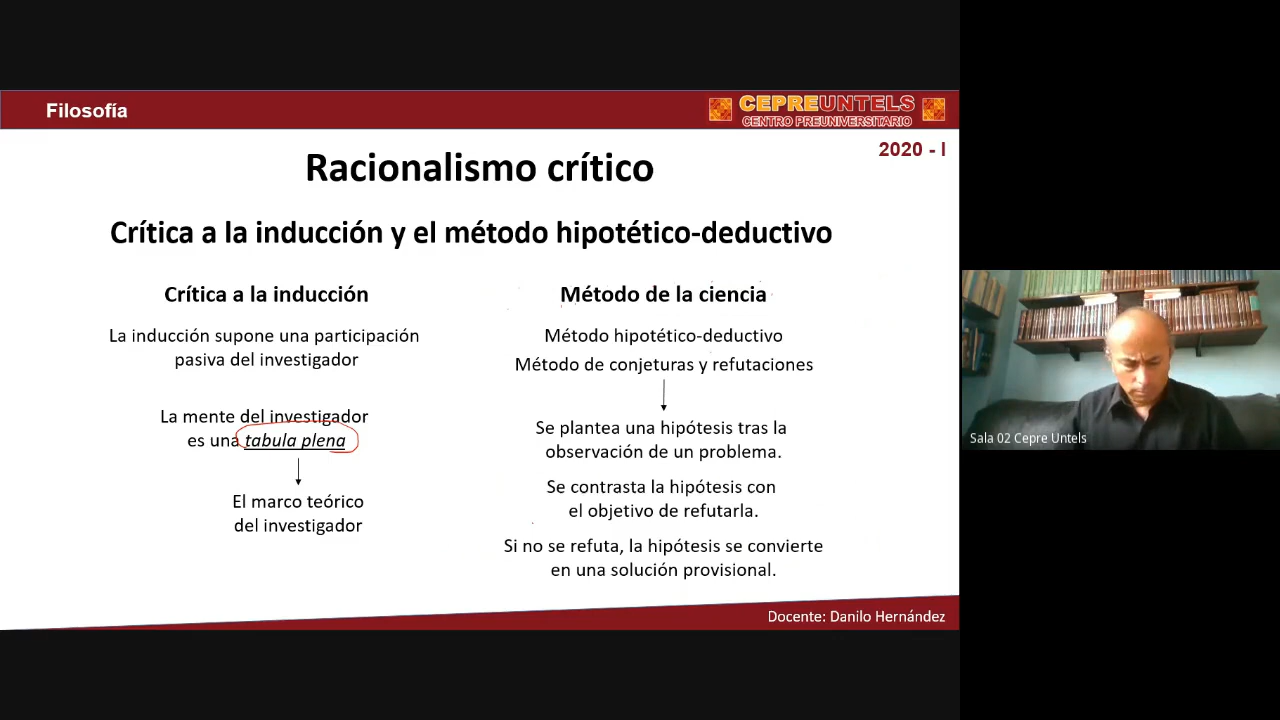 Filosofía
CEPREUNTELS
CENTRO PREUNIVERSITARIO
2020 - I
Racionalismo crítico
Crítica a la inducción y el método hipotético-deductivo
Crítica a la inducción
La inducción supone una participación
pasiva del investigador
La mente del investigador
es una tabula plena
El marco teórico
del investigador
Método de la ciencia
Método hipotético-deductivo
Método de conjeturas y refutaciones
Se plantea una hipótesis tras la
observación de un problema.
Se contrasta la hipótesis con
el objetivo de refutarla.
Si no se refuta, la hipótesis se convierte
en una solución provisional.
Docente: Danilo Hernández
Sala 02 Cepre Untels